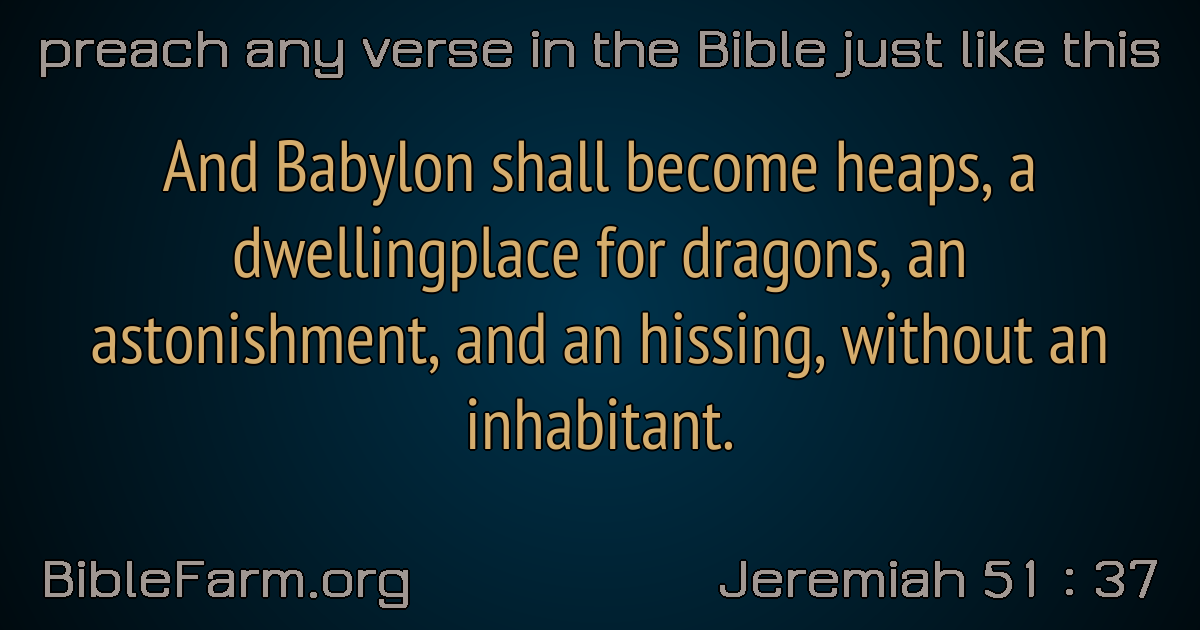 preach any verse in the Bible just like this
And Babylon shall become heaps, a
dwellingplace for dragons, an
astonishment, and an hissing, without an
inhabitant.
BibleFarm.org
Jeremiah 51 : 37